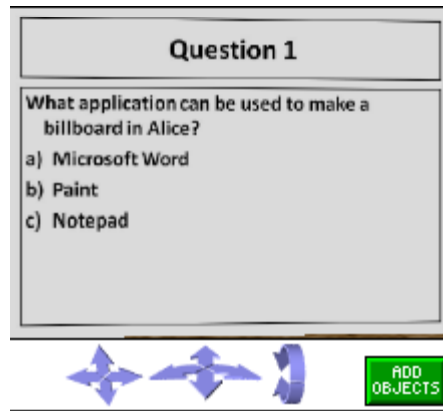 Question 1
What application can be used to make a
billboard in Alice?
a) Microsoft Word
b) Paint
c) Notepad
ADD
OBJECTS